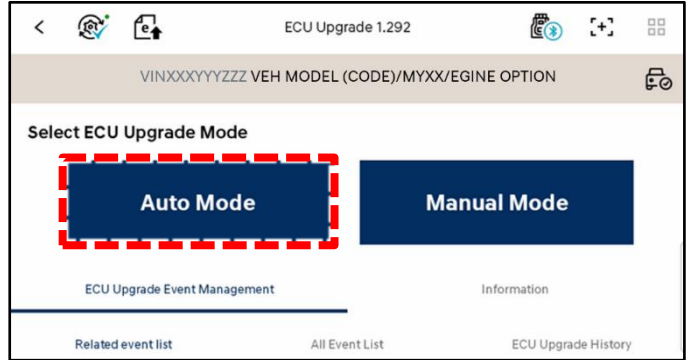 ECU Upgrade 1.292
VINXXXYYYZZZ VEH MODEL (CODE)/MYXX/EGINE OPTION
Select ECU Upgrade Mode
Auto Mode Manual Mode
ECU Upgrade Event Management Information
Related event list All Event List ECU Upgrade History